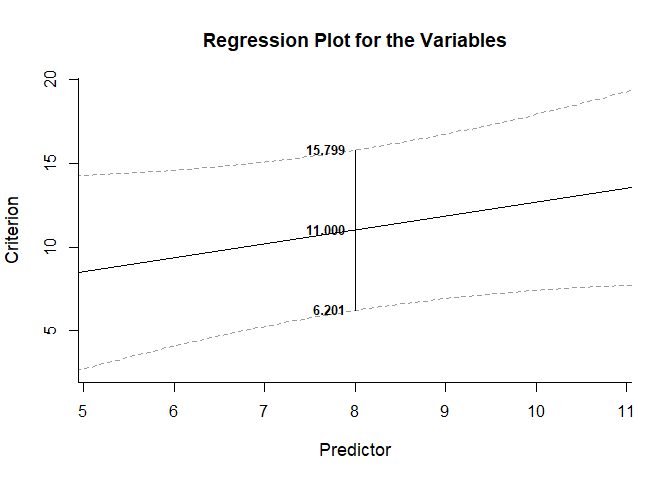 Regression Plot for the Variables
Criterion
20
15
10
5
15.799
11.000
6.201
5 6 7 8 9 10 11
Predictor